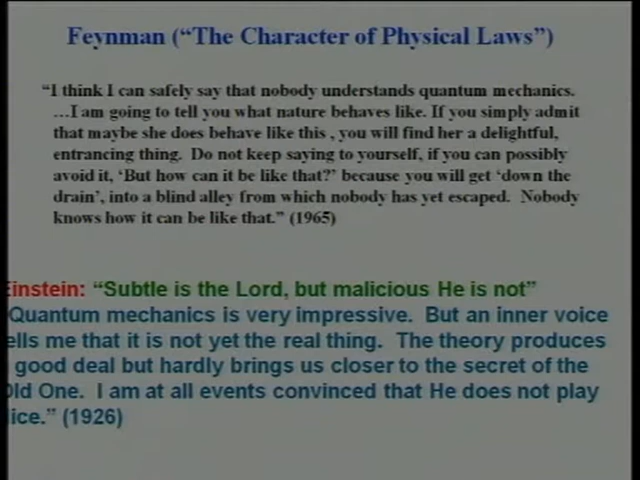 Feynman (“The Character of Physical Laws”)
“I think I can safely say that nobody understands quantum mechanics.
…I am going to tell you what nature behaves like. If you simply admit
that maybe she does behave like this , you will find her a delightful,
entrancing thing. Do not keep saying to yourself, if you can possibly
avoid it, ‘But how can it be like that?’ because you will get ‘down the
drain’, into a blind alley from which nobody has yet escaped. Nobody
knows how it can be like that.” (1965)
Einstein: “Subtle is the Lord, but malicious He is not”
Quantum mechanics is very impressive. But an inner voice
ells me that it is not yet the real thing. The theory produces
good deal but hardly brings us closer to the secret of the
Old One. I am at all events convinced that He does not play
ice.” (1926)